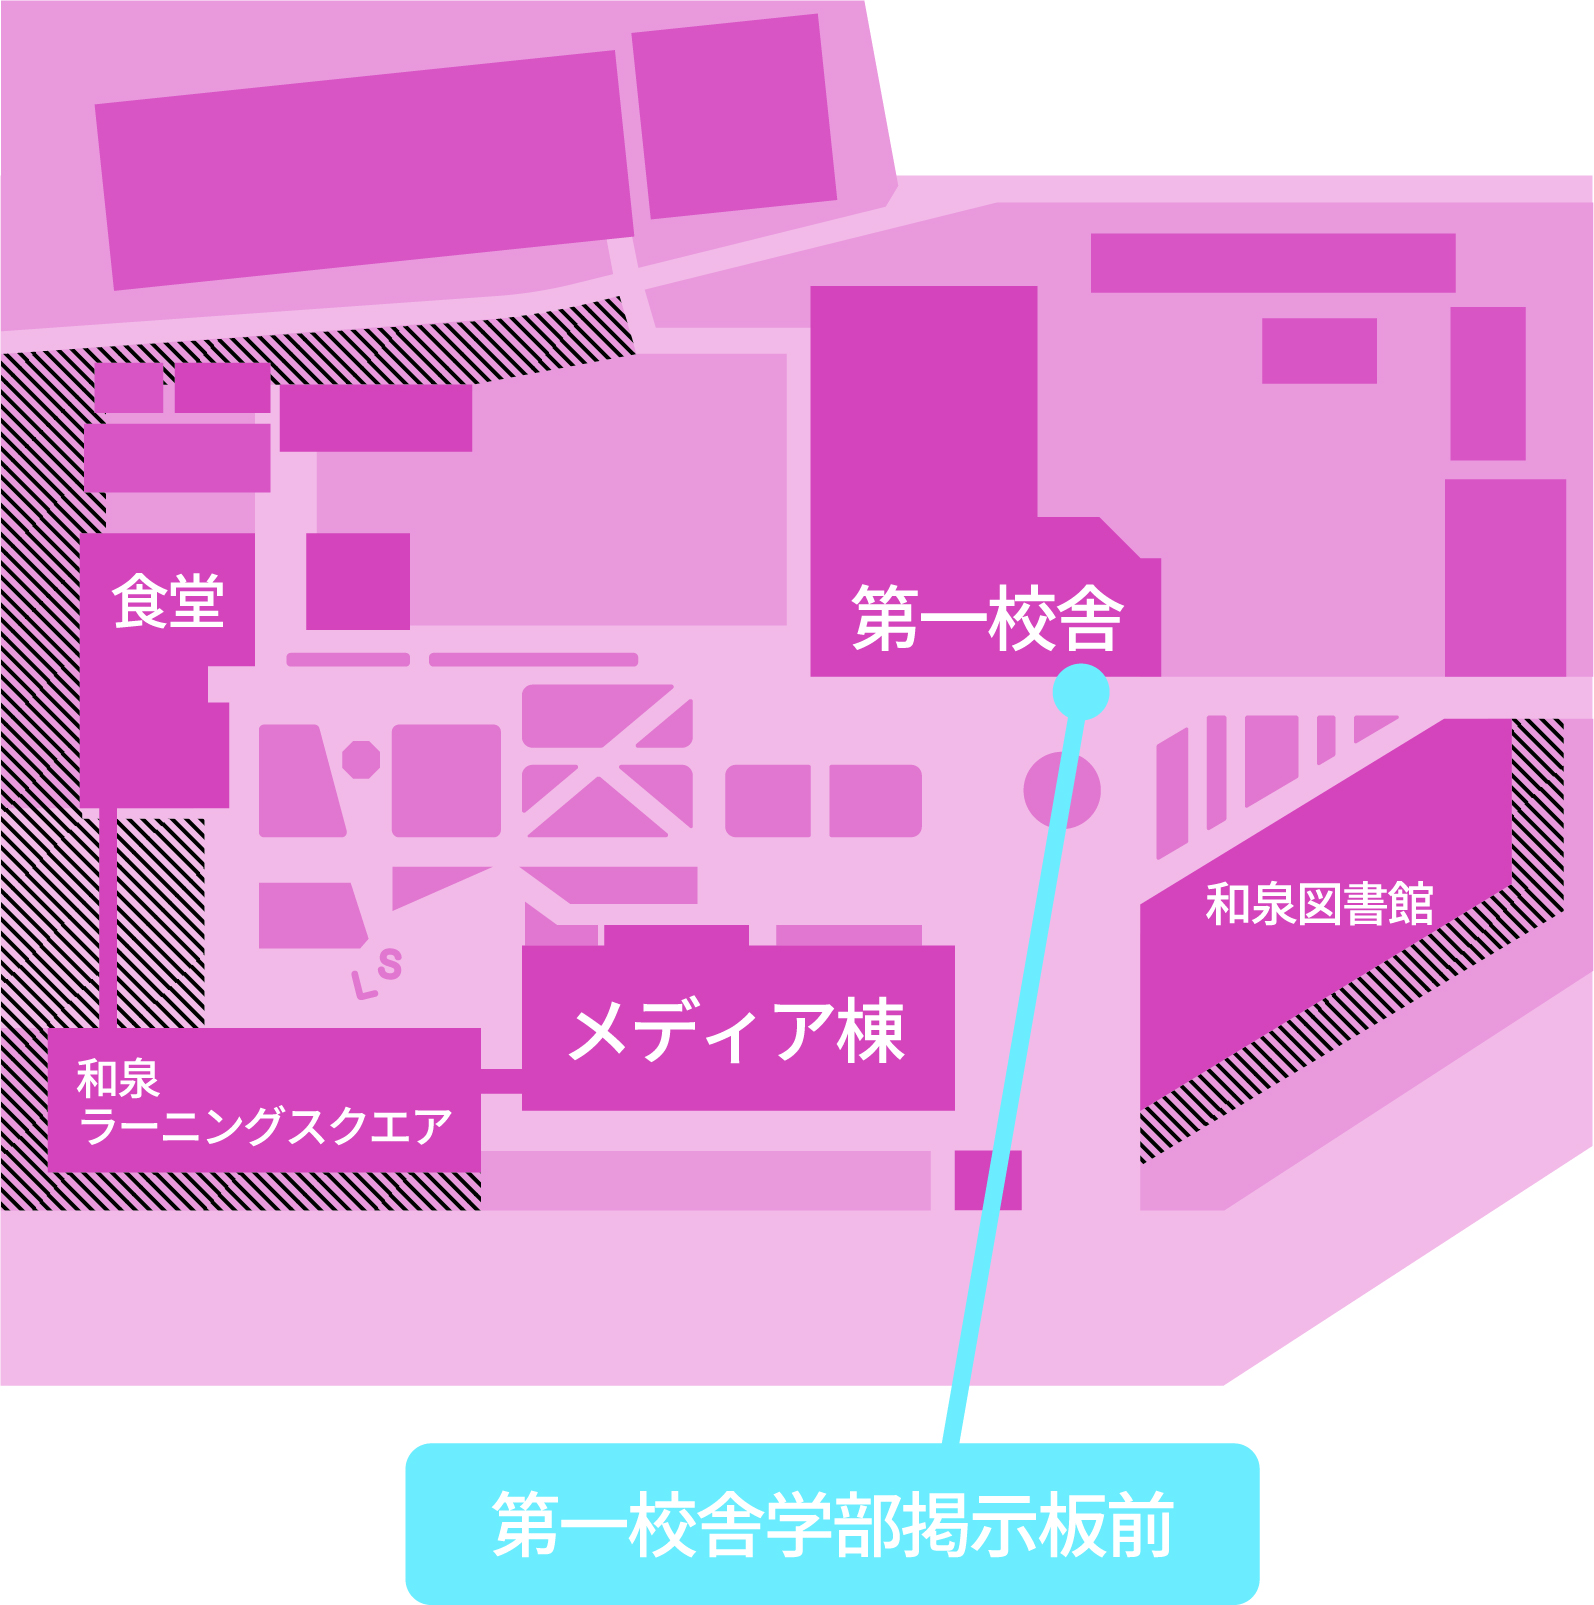 食堂
第一校舎
和泉図書館
メディア棟
和泉
ラーニングスクエア
S
第一校舎学部掲示板前